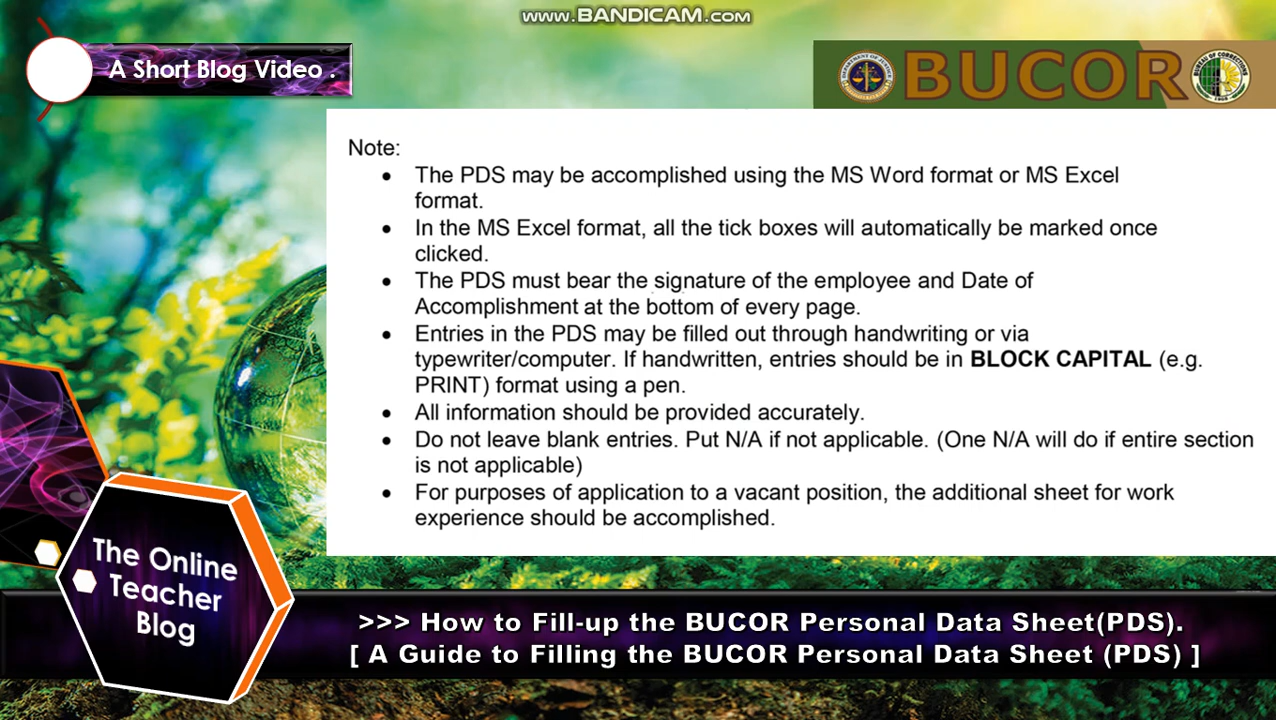 www.BANDICAM.com
A Short Blog Video .
DEPARTMENT OF JUSTICE
BUCOR
BUREAU OF CORRECTIONS
1905
Note:
• The PDS may be accomplished using the MS Word format or MS Excel
format.
• In the MS Excel format, all the tick boxes will automatically be marked once
clicked.
• The PDS must bear the signature of the employee and Date of
Accomplishment at the bottom of every page.
• Entries in the PDS may be filled out through handwriting or via
typewriter/computer. If handwritten, entries should be in BLOCK CAPITAL (e.g.
PRINT) format using a pen.
• All information should be provided accurately.
• Do not leave blank entries. Put N/A if not applicable. (One N/A will do if entire section
is not applicable)
• For purposes of application to a vacant position, the additional sheet for work
experience should be accomplished.
The Online
Teacher
Blog
>>> How to Fill-up the BUCOR Personal Data Sheet(PDS).
[ A Guide to Filling the BUCOR Personal Data Sheet (PDS) ]